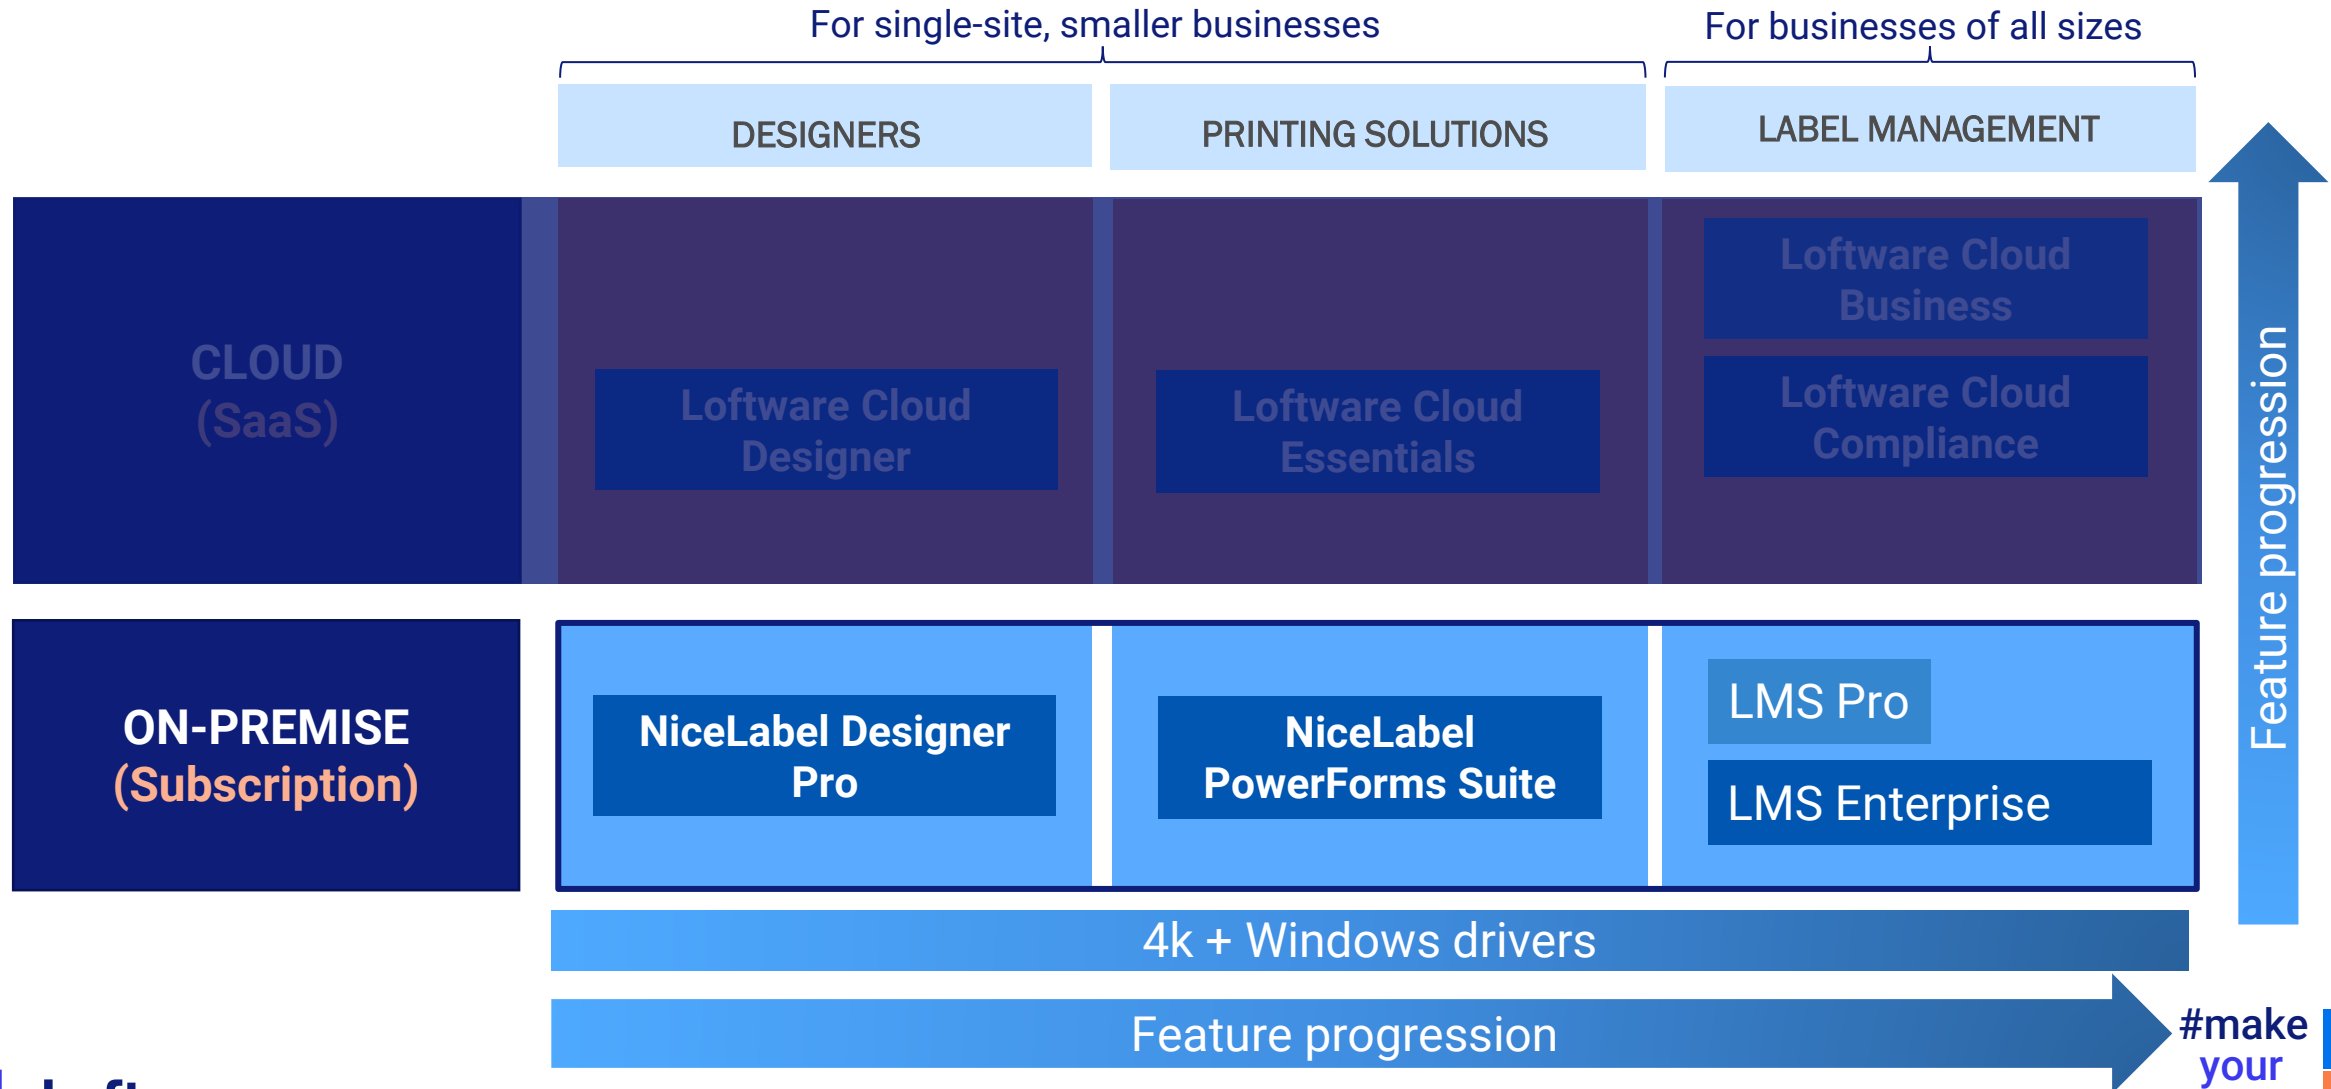 For single-site, smaller businesses
For businesses of all sizes
DESIGNERS
PRINTING SOLUTIONS
LABEL MANAGEMENT
CLOUD
(SaaS)
Loftware Cloud
Designer
Loftware Cloud
Essentials
Loftware Cloud
Business
Loftware Cloud
Compliance
Feature progression
ON-PREMISE
(Subscription)
NiceLabel Designer
Pro
NiceLabel
PowerForms Suite
LMS Pro
LMS Enterprise
4k + Windows drivers
Feature progression
#make
your